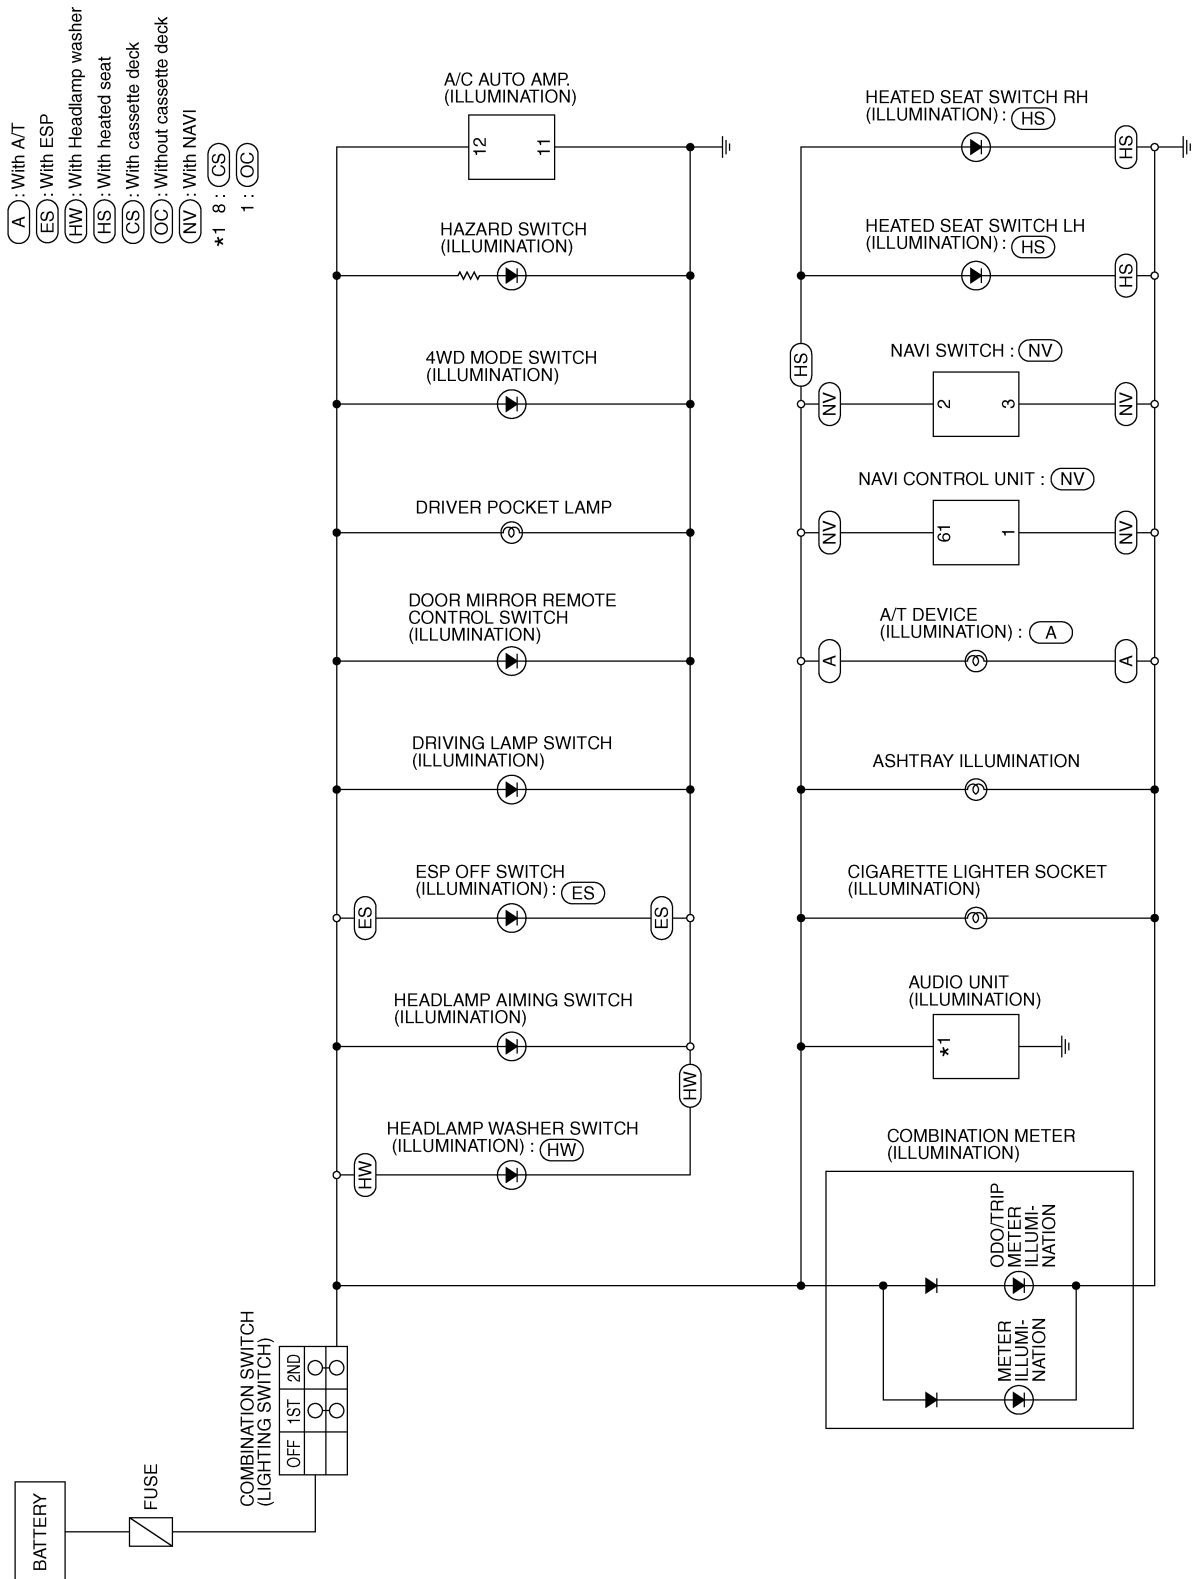 A : With A/T
ES : With ESP
HW : With Headlamp washer
HS : With heated seat
CS : With cassette deck
OC : Without cassette deck
NV : With NAVI
*1 8 : CS
1 : OC
A/C AUTO AMP.
(ILLUMINATION)
12
11
HAZARD SWITCH
(ILLUMINATION)
4WD MODE SWITCH
(ILLUMINATION)
DRIVER POCKET LAMP
DOOR MIRROR REMOTE
CONTROL SWITCH
(ILLUMINATION)
DRIVING LAMP SWITCH
(ILLUMINATION)
ESP OFF SWITCH
(ILLUMINATION) : ES
ES
ES
HEADLAMP AIMING SWITCH
(ILLUMINATION)
HW
HEADLAMP WASHER SWITCH
(ILLUMINATION) : HW
HW
HEATED SEAT SWITCH RH
(ILLUMINATION) : HS
HS
HEATED SEAT SWITCH LH
(ILLUMINATION) : HS
HS
HS
NAVI SWITCH : NV
NV
2
3
NV
NAVI CONTROL UNIT : NV
NV
61
1
NV
A/T DEVICE
(ILLUMINATION) : A
A
A
ASHTRAY ILLUMINATION
CIGARETTE LIGHTER SOCKET
(ILLUMINATION)
AUDIO UNIT
(ILLUMINATION)
*1
COMBINATION METER
(ILLUMINATION)
ODO/TRIP
METER
ILLUMI-
NATION
METER
ILLUMI-
NATION
COMBINATION SWITCH
(LIGHTING SWITCH)
OFF
1ST
2ND
FUSE
BATTERY